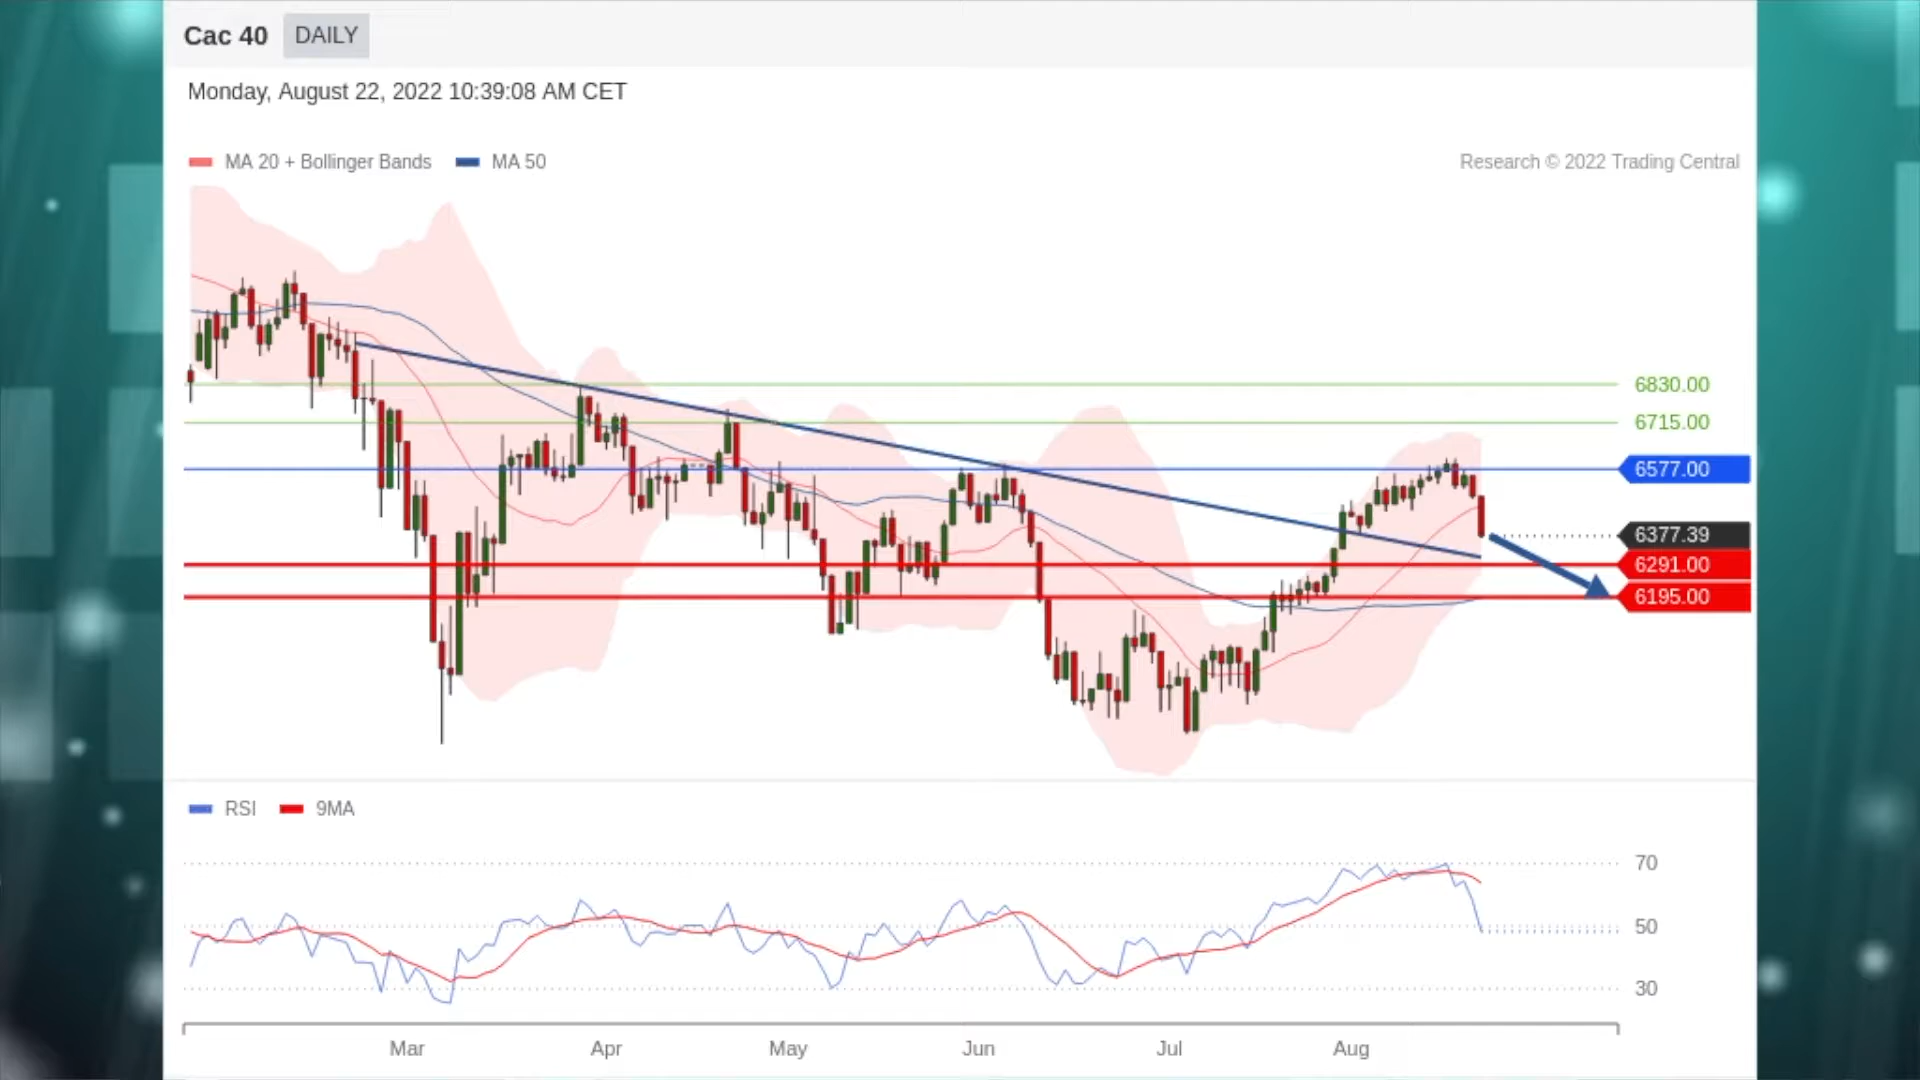 Cac 40 DAILY
Monday, August 22, 2022 10:39:08 AM CET
MA 20 + Bollinger Bands MA 50
Research © 2022 Trading Central
6830.00
6715.00
6577.00
6377.39
6291.00
6195.00
RSI 9MA
70
50
30
Mar Apr May Jun Jul Aug